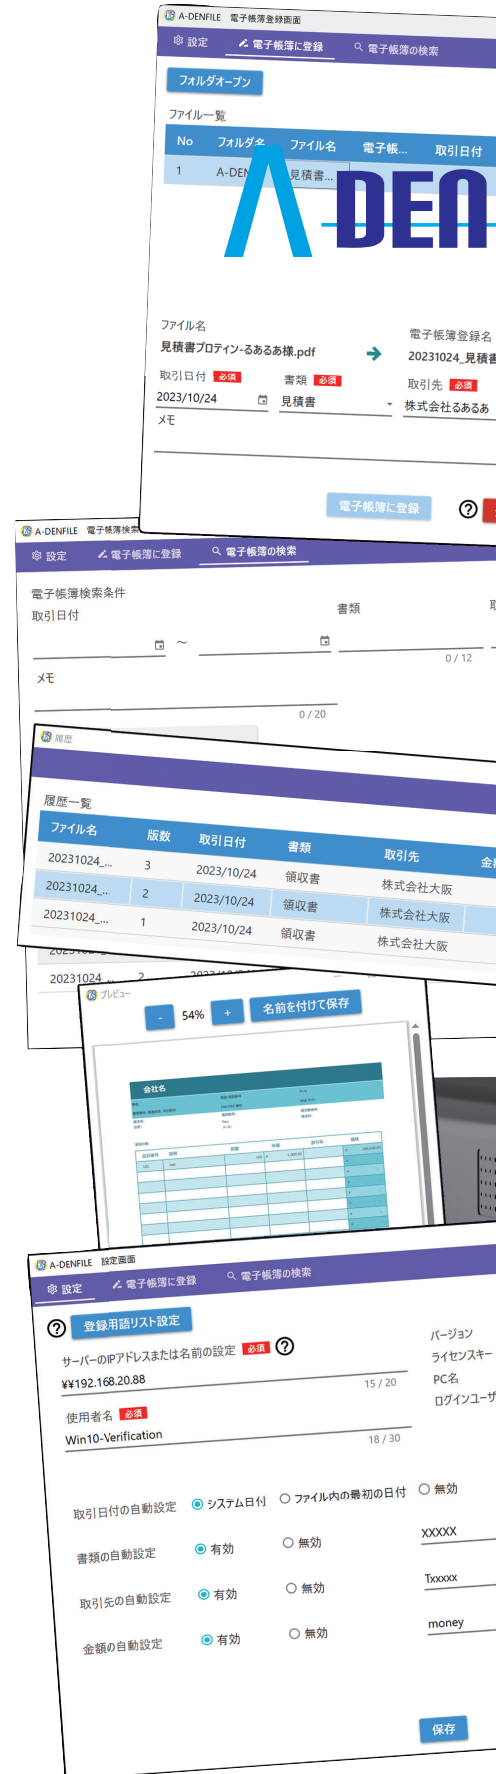 A-DENFILE 電子帳簿登録画面
設定 電子帳簿に登録 電子帳簿の検索
フォルダオープン
ファイル一覧
No フォルダ名 ファイル名 電子帳... 取引日付
1 A-DEN 見積書...
A-DEN
ファイル名
電子帳簿登録名
見積書プロティン-るあるあ様.pdf
20231024_見積書
取引日付 必須 書類 必須 取引先 必須
2023/10/24 見積書 株式会社るあるあ
メモ
電子帳簿に登録
A-DENFILE 電子帳簿検索
設定 電子帳簿に登録 電子帳簿の検索
電子帳簿検索条件
取引日付 書類
～
0 / 12
メモ
0 / 20
履歴
履歴一覧
ファイル名 版数 取引日付 書類 取引先
20231024_... 3 2023/10/24 領収書 株式会社大阪
20231024_... 2 2023/10/24 領収書 株式会社大阪
20231024_... 1 2023/10/24 領収書 株式会社大阪
20231024_... 2
プレビュー
- 54% + 名前を付けて保存
会社名
A-DENFILE 設定画面
設定 電子帳簿に登録 電子帳簿の検索
登録用語リスト設定
サーバーのIPアドレスまたは名前の設定 必須
¥¥192.168.20.88
15 / 20
使用者名 必須
Win10-Verification
18 / 30
バージョン
ライセンスキー
PC名
ログインユーザ
取引日付の自動設定 システム日付 ファイル内の最初の日付 無効
書類の自動設定 有効 無効
XXXXX
取引先の自動設定 有効 無効
Txxxxx
金額の自動設定 有効 無効
money
保存